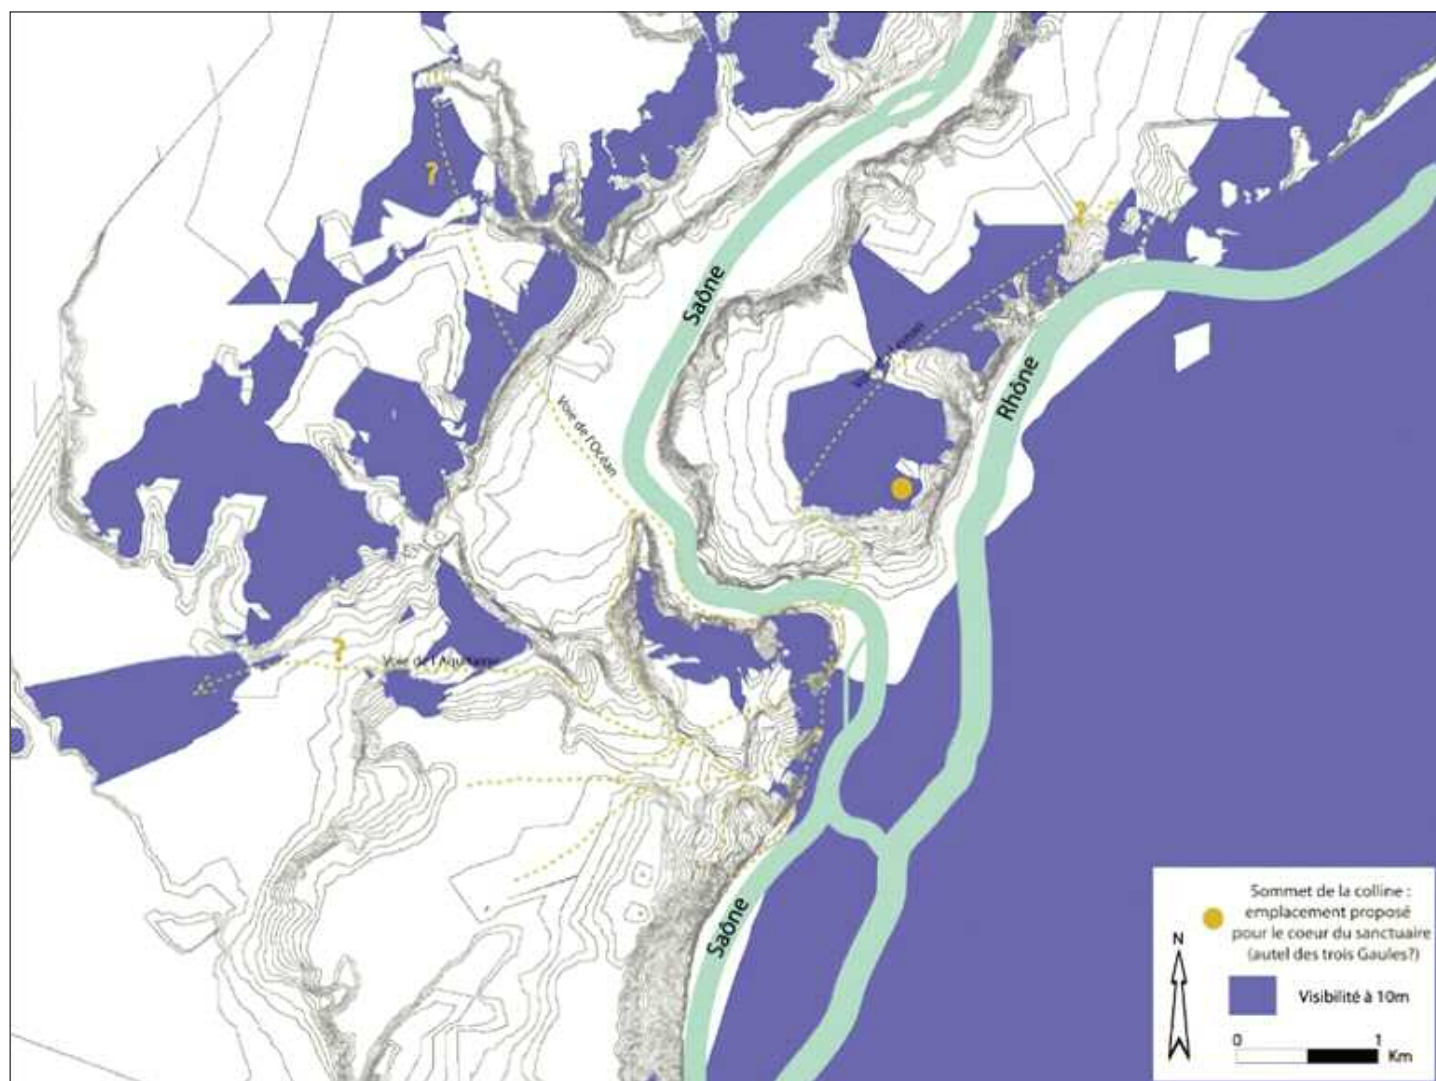 ?
?
Saône
Rhône
Voie de l'Océan
?
Voie de l'Aquitaine
Saône
Sommet de la colline :
emplacement proposé
pour le coeur du sanctuaire
(autel des trois Gaules?)
N
Visibilité à 10m
0 1
Km